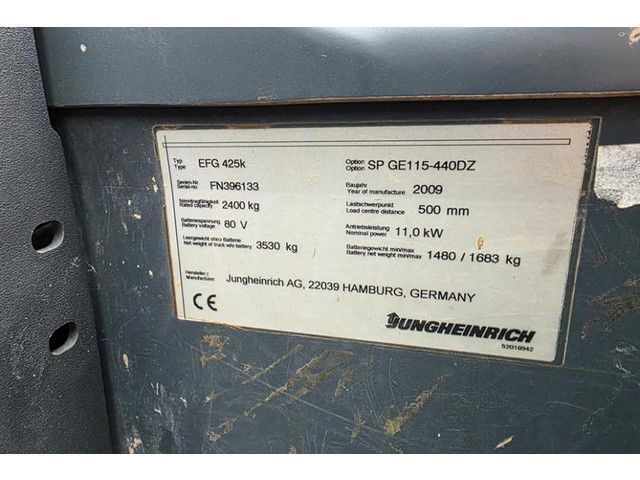 Typ
Type EFG 425k
Option
Option SP GE115-440DZ
Serien-Nr.
Serial-no. FN396133
Baujahr
Year of manufacture 2009
Nenntragfähigkeit
Rated capacity 2400 kg
Lastschwerpunkt
Load centre distance 500 mm
Batteriespannung
Battery voltage 80 V
Antriebsleistung
Nominal power 11,0 kW
Leergewicht ohne Batterie
Net weight of truck w/o battery 3530 kg
Batteriegewicht min/max
Battery net weight min/max 1480 / 1683 kg
Hersteller
Manufacturer Jungheinrich AG, 22039 HAMBURG, GERMANY
CE
JUNGHEINRICH
52010342